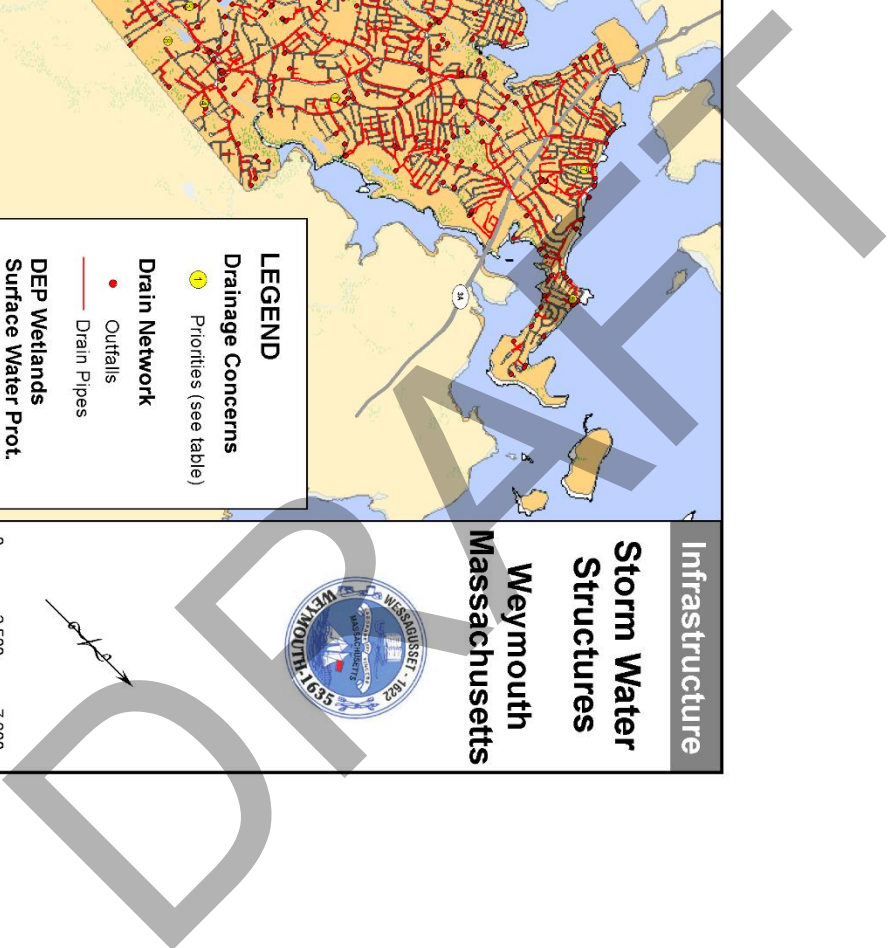 Infrastructure
Storm Water
Structures
Weymouth
Massachusetts
WESSAGUSSET - 1622
MASSACHUSETTS
WEYMOUTH-1635
LEGEND
Drainage Concerns
1 Priorities (see table)
Drain Network
Outfalls
Drain Pipes
DEP Wetlands
Surface Water Prot.
3A
DRAFT